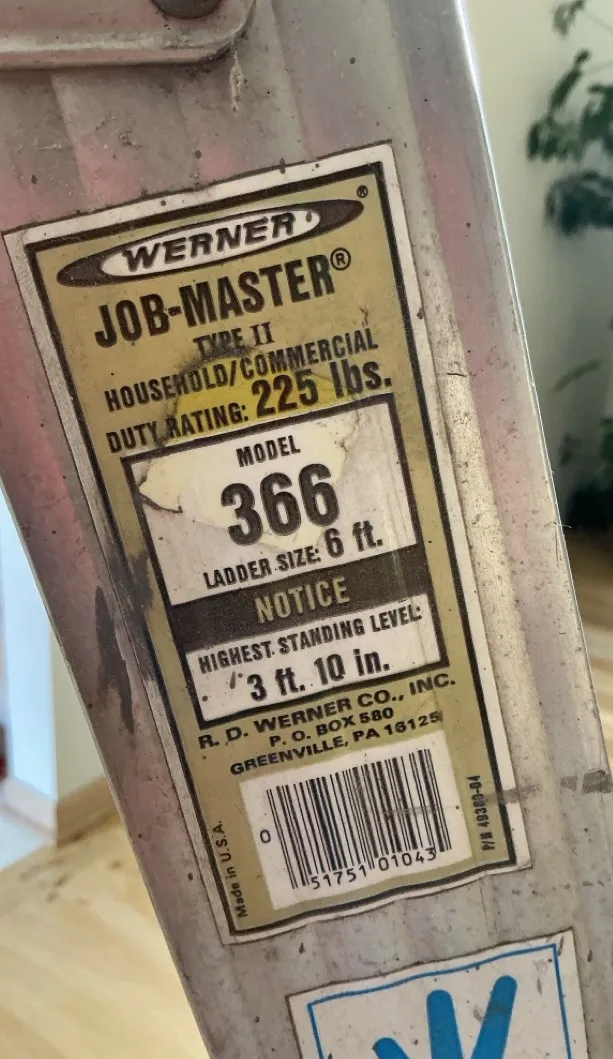 WERNER®
JOB-MASTER®
TYPE II
HOUSEHOLD/COMMERCIAL
DUTY RATING: 225 lbs.
MODEL
366
LADDER SIZE: 6 ft.
NOTICE
HIGHEST STANDING LEVEL:
3 ft. 10 in.
R. D. WERNER CO., INC.
P. O. BOX 580
GREENVILLE, PA 16125
Made in U.S.A.
0 51751 01043